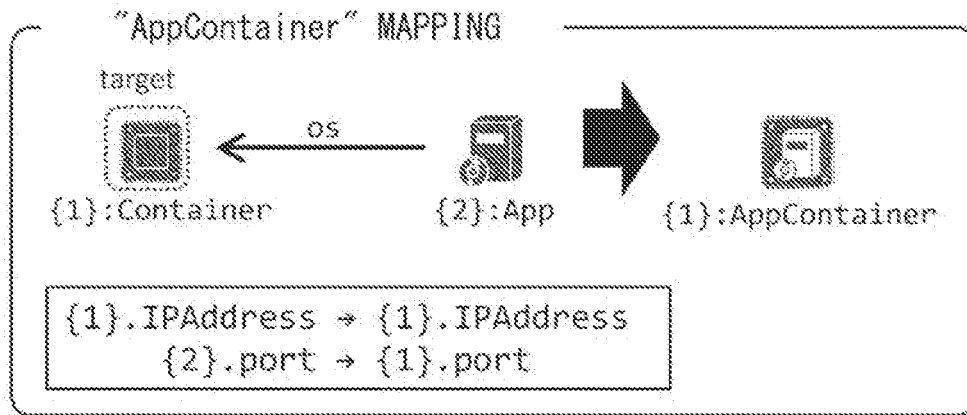 "AppContainer" MAPPING
target
os
{1}:Container
{2}:App
{1}:AppContainer
{1}.IPAddress → {1}.IPAddress
{2}.port → {1}.port